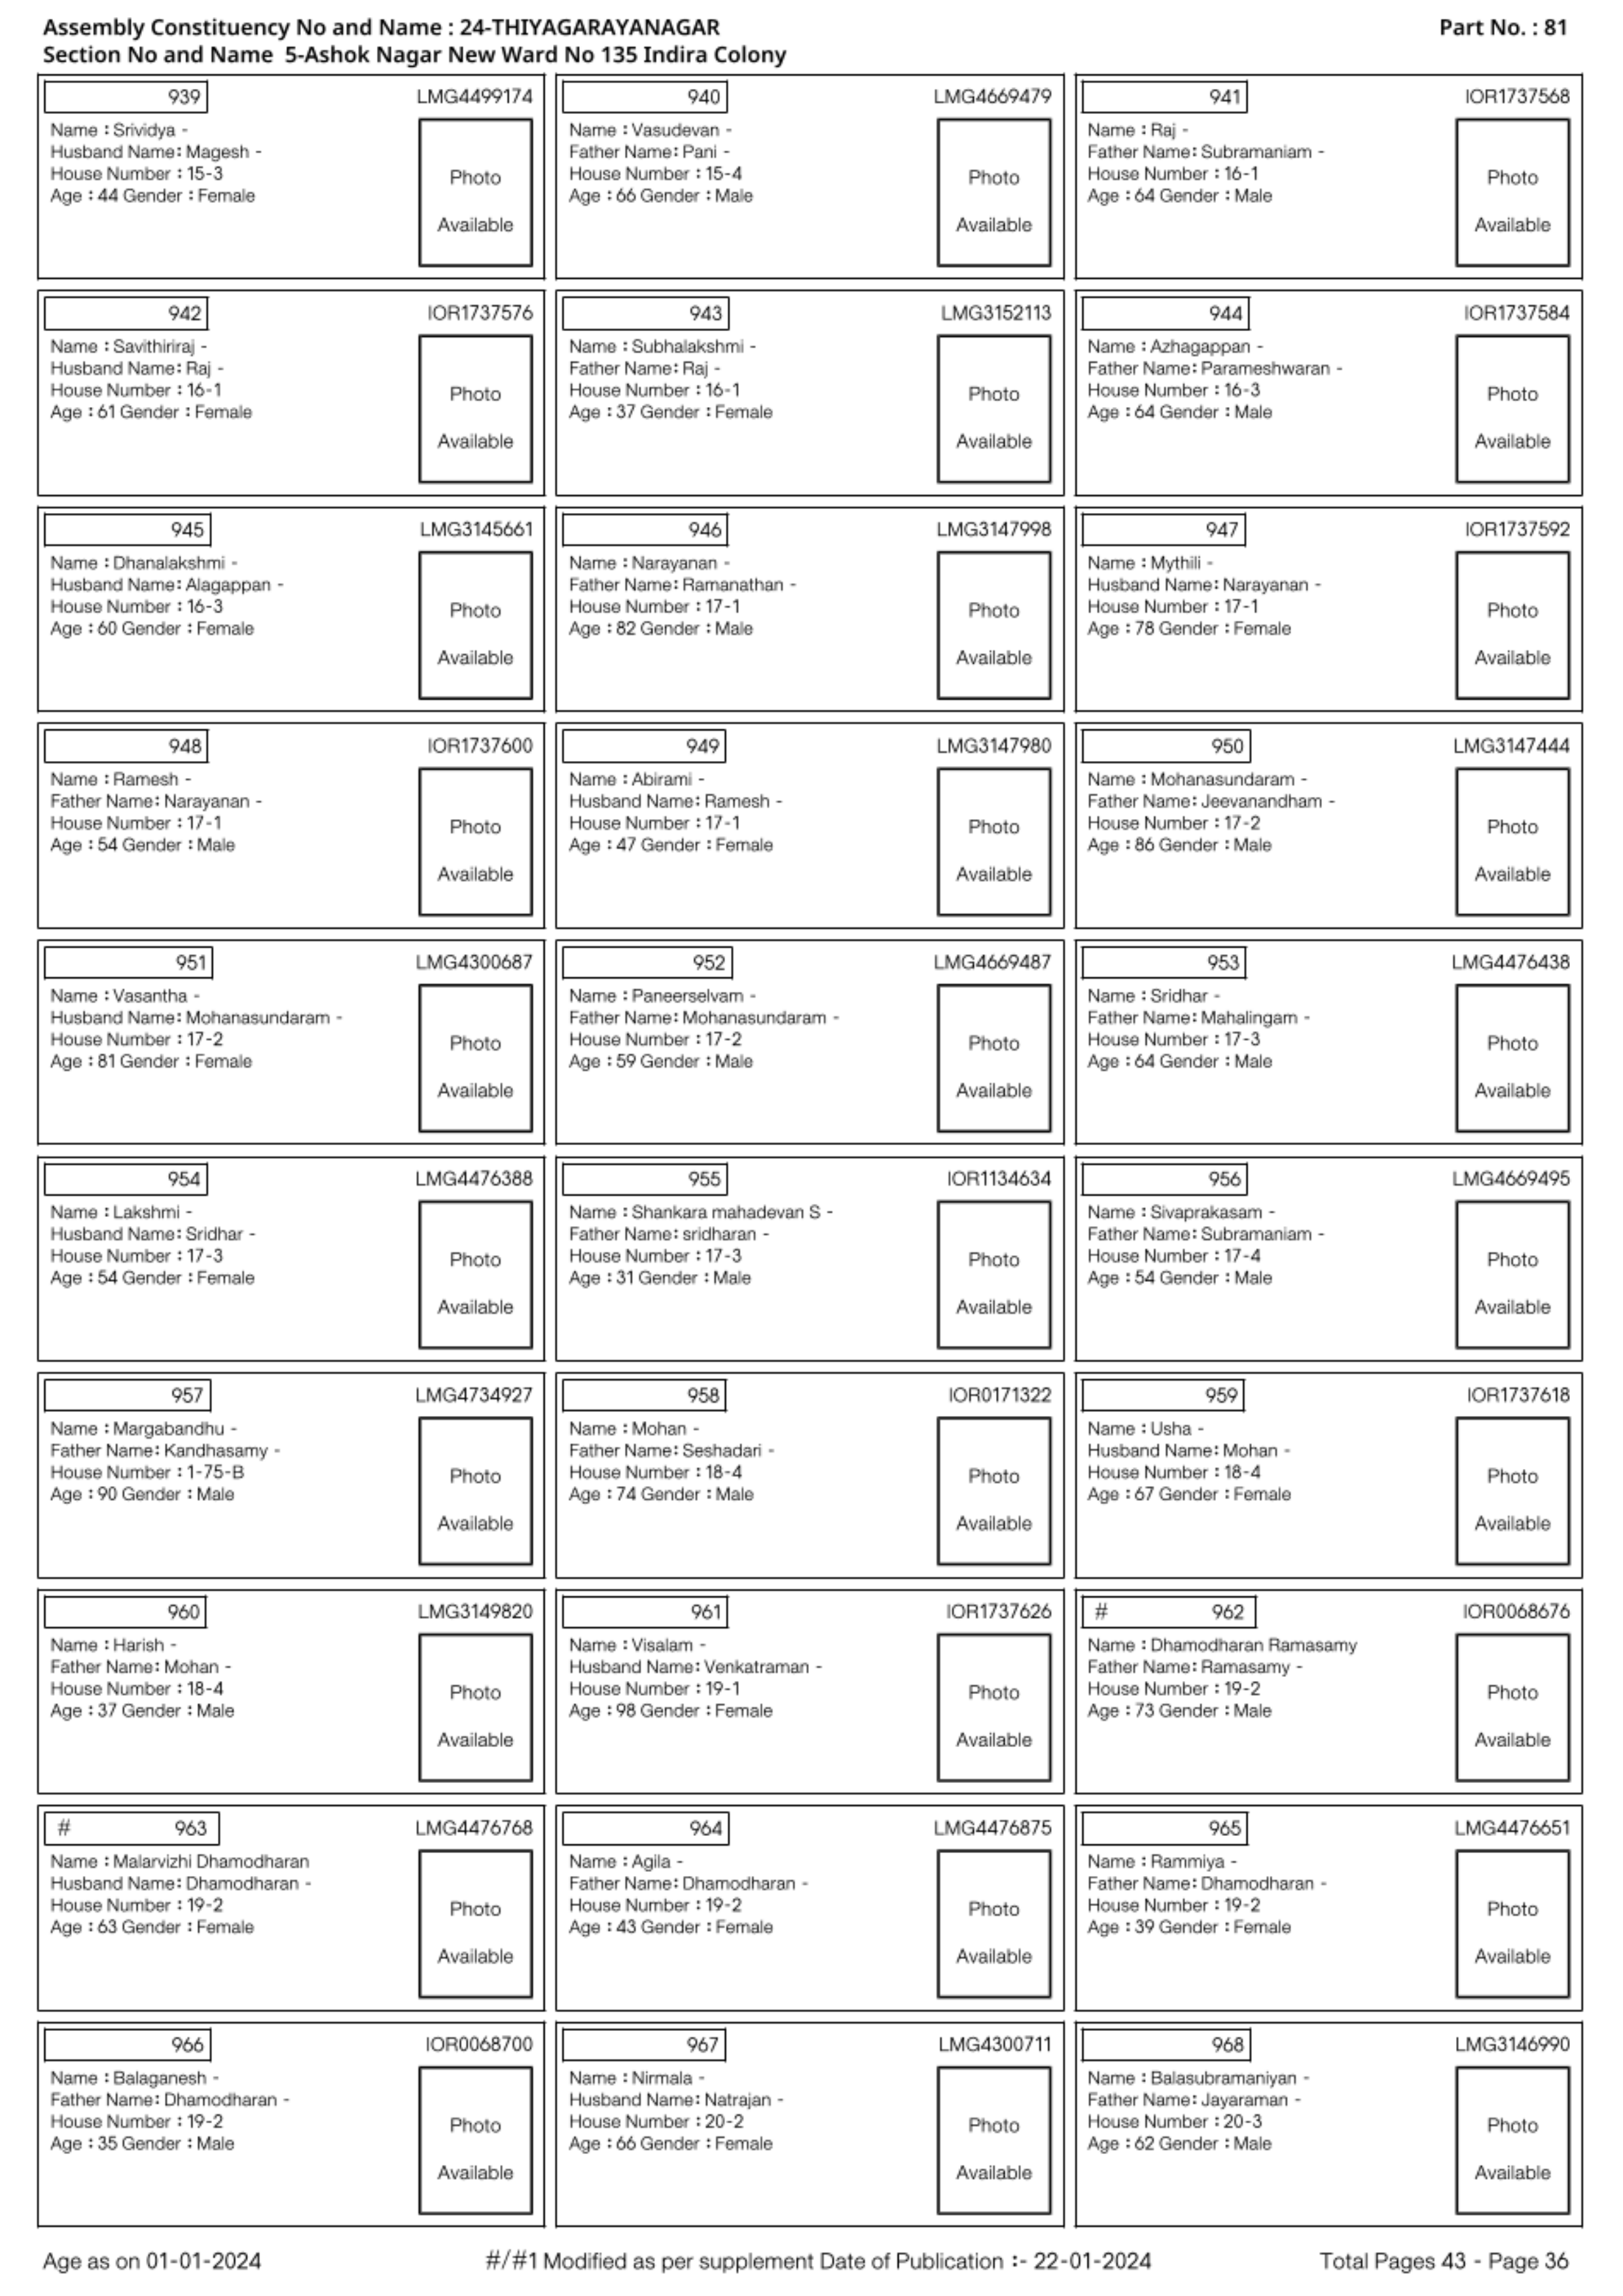 Assembly Constituency No and Name : 24-THIYAGARAYANAGAR
Part No. : 81
Section No and Name 5-Ashok Nagar New Ward No 135 Indira Colony
939
LMG4499174
Name : Srividya -
Husband Name: Magesh -
House Number : 15-3
Age : 44 Gender : Female
Photo
Available
940
LMG4669479
Name : Vasudevan -
Father Name: Pani -
House Number : 15-4
Age : 66 Gender : Male
Photo
Available
941
IOR1737568
Name : Raj -
Father Name: Subramaniam -
House Number : 16-1
Age : 64 Gender : Male
Photo
Available
942
IOR1737576
Name : Savithiriraj -
Husband Name: Raj -
House Number : 16-1
Age : 61 Gender : Female
Photo
Available
943
LMG3152113
Name : Subhalakshmi -
Father Name: Raj -
House Number : 16-1
Age : 37 Gender : Female
Photo
Available
944
IOR1737584
Name : Azhagappan -
Father Name: Parameshwaran -
House Number : 16-3
Age : 64 Gender : Male
Photo
Available
945
LMG3145661
Name : Dhanalakshmi -
Husband Name: Alagappan -
House Number : 16-3
Age : 60 Gender : Female
Photo
Available
946
LMG3147998
Name : Narayanan -
Father Name: Ramanathan -
House Number : 17-1
Age : 82 Gender : Male
Photo
Available
947
IOR1737592
Name : Mythili -
Husband Name: Narayanan -
House Number : 17-1
Age : 78 Gender : Female
Photo
Available
948
IOR1737600
Name : Ramesh -
Father Name: Narayanan -
House Number : 17-1
Age : 54 Gender : Male
Photo
Available
949
LMG3147980
Name : Abirami -
Husband Name: Ramesh -
House Number : 17-1
Age : 47 Gender : Female
Photo
Available
950
LMG3147444
Name : Mohanasundaram -
Father Name: Jeevanandham -
House Number : 17-2
Age : 86 Gender : Male
Photo
Available
951
LMG4300687
Name : Vasantha -
Husband Name: Mohanasundaram -
House Number : 17-2
Age : 81 Gender : Female
Photo
Available
952
LMG4669487
Name : Paneerselvam -
Father Name: Mohanasundaram -
House Number : 17-2
Age : 59 Gender : Male
Photo
Available
953
LMG4476438
Name : Sridhar -
Father Name: Mahalingam -
House Number : 17-3
Age : 64 Gender : Male
Photo
Available
954
LMG4476388
Name : Lakshmi -
Husband Name: Sridhar -
House Number : 17-3
Age : 54 Gender : Female
Photo
Available
955
IOR1134634
Name : Shankara mahadevan S -
Father Name: sridharan -
House Number : 17-3
Age : 31 Gender : Male
Photo
Available
956
LMG4669495
Name : Sivaprakasam -
Father Name: Subramaniam -
House Number : 17-4
Age : 54 Gender : Male
Photo
Available
957
LMG4734927
Name : Margabandhu -
Father Name: Kandhasamy -
House Number : 1-75-B
Age : 90 Gender : Male
Photo
Available
958
IOR0171322
Name : Mohan -
Father Name: Seshadari -
House Number : 18-4
Age : 74 Gender : Male
Photo
Available
959
IOR1737618
Name : Usha -
Husband Name: Mohan -
House Number : 18-4
Age : 67 Gender : Female
Photo
Available
960
LMG3149820
Name : Harish -
Father Name: Mohan -
House Number : 18-4
Age : 37 Gender : Male
Photo
Available
961
IOR1737626
Name : Visalam -
Husband Name: Venkatraman -
House Number : 19-1
Age : 98 Gender : Female
Photo
Available
# 962
IOR0068676
Name : Dhamodharan Ramasamy
Father Name: Ramasamy -
House Number : 19-2
Age : 73 Gender : Male
Photo
Available
# 963
LMG4476768
Name : Malarvizhi Dhamodharan
Husband Name: Dhamodharan -
House Number : 19-2
Age : 63 Gender : Female
Photo
Available
964
LMG4476875
Name : Agila -
Father Name: Dhamodharan -
House Number : 19-2
Age : 43 Gender : Female
Photo
Available
965
LMG4476651
Name : Rammiya -
Father Name: Dhamodharan -
House Number : 19-2
Age : 39 Gender : Female
Photo
Available
966
IOR0068700
Name : Balaganesh -
Father Name: Dhamodharan -
House Number : 19-2
Age : 35 Gender : Male
Photo
Available
967
LMG4300711
Name : Nirmala -
Husband Name: Natrajan -
House Number : 20-2
Age : 66 Gender : Female
Photo
Available
968
LMG3146990
Name : Balasubramaniyan -
Father Name: Jayaraman -
House Number : 20-3
Age : 62 Gender : Male
Photo
Available
Age as on 01-01-2024
#/#1 Modified as per supplement Date of Publication :- 22-01-2024
Total Pages 43 - Page 36